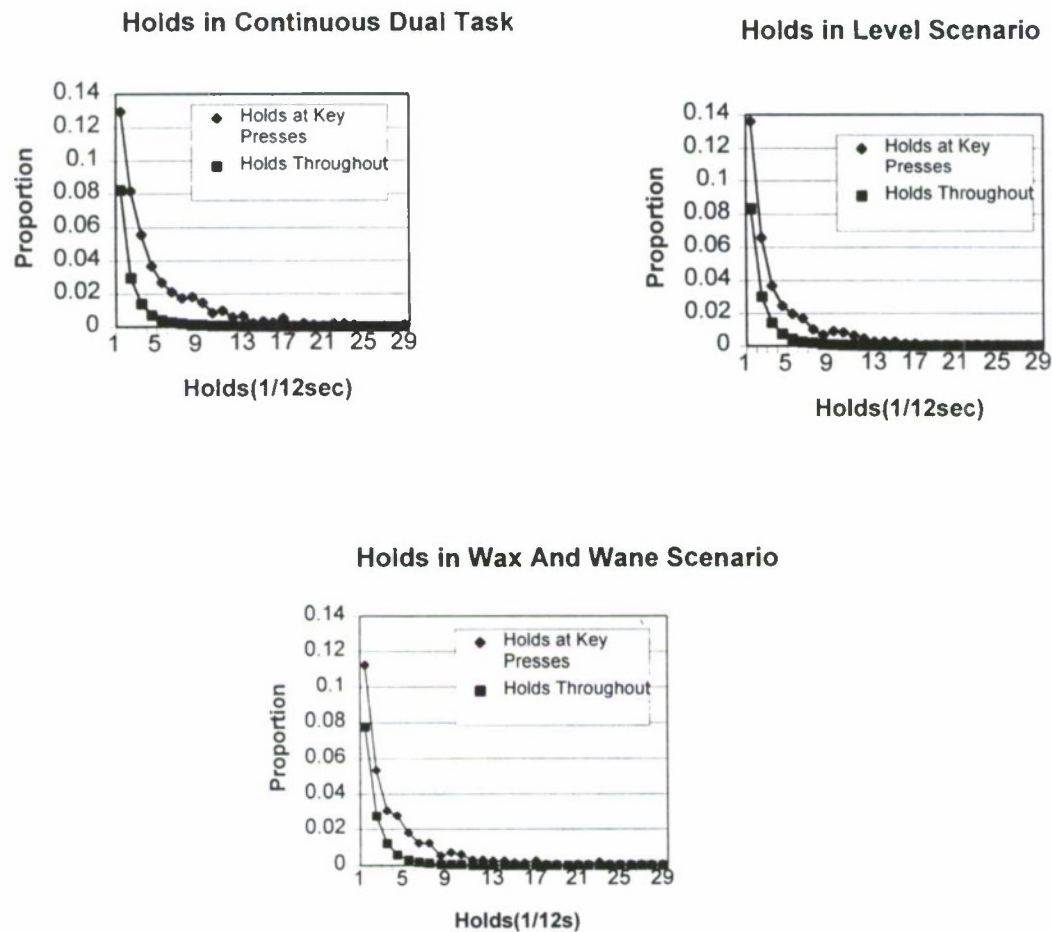 Holds in Continuous Dual Task
0.14
0.12
0.1
0.08
0.06
0.04
0.02
0
Proportion
Holds at Key
Presses
Holds Throughout
1 5 9 13 17 21 25 29
Holds(1/12sec)
Holds in Level Scenario
0.14
0.12
0.1
0.08
0.06
0.04
0.02
0
Proportion
Holds at Key
Presses
Holds Throughout
1 5 9 13 17 21 25 29
Holds(1/12sec)
Holds in Wax And Wane Scenario
0.14
0.12
0.1
0.08
0.06
0.04
0.02
0
Proportion
Holds at Key
Presses
Holds Throughout
1 5 9 13 17 21 25 29
Holds(1/12s)